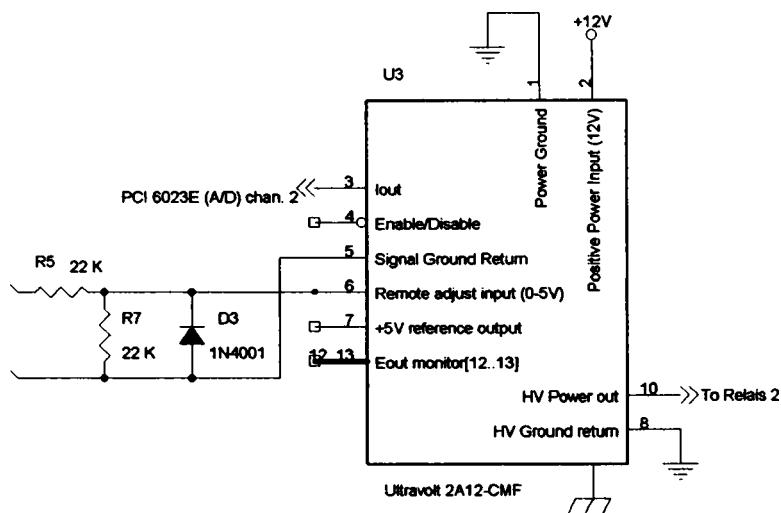 +12V
U3
1
2
Power Ground
Positive Power Input (12V)
PCI 6023E (A/D) chan. 2
3
Iout
4
Enable/Disable
5
Signal Ground Return
R5
22 K
6
Remote adjust input (0-5V)
R7
22 K
D3
1N4001
7
+5V reference output
12 13
Eout monitor[12..13]
HV Power out
10
To Relais 2
HV Ground return
8
Ultravolt 2A12-CMF